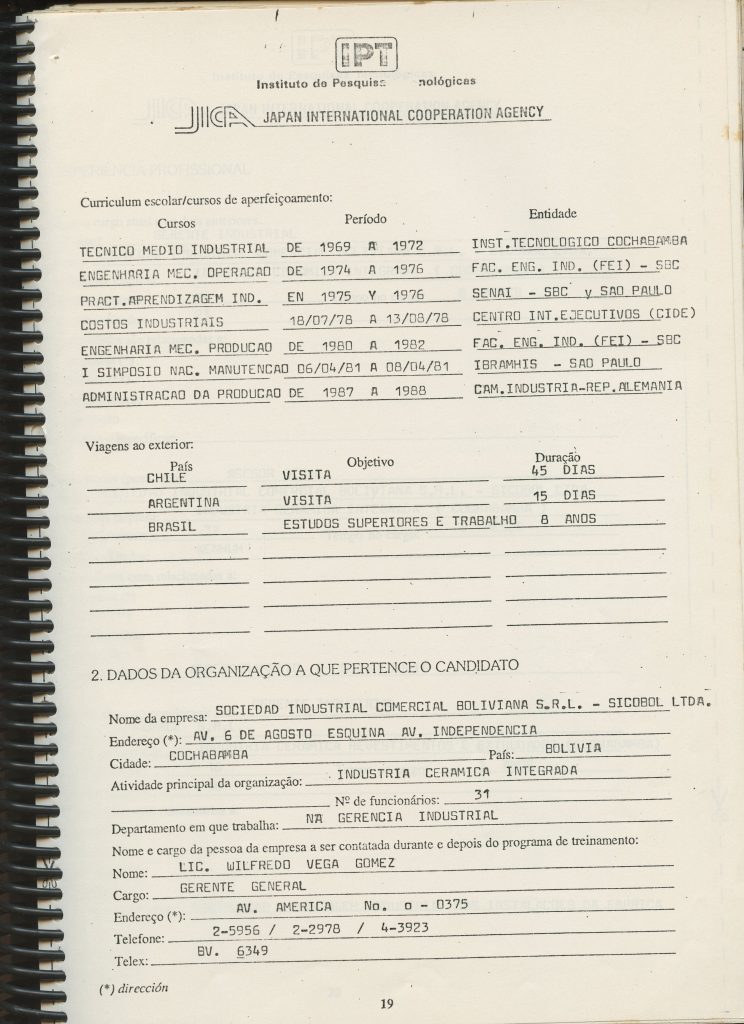 IPT
Instituto de Pesquis nológicas
JICA JAPAN INTERNATIONAL COOPERATION AGENCY
Curriculum escolar/cursos de aperfeiçoamento:
Cursos Período Entidade
TECNICO MEDIO INDUSTRIAL DE 1969 A 1972 INST.TECNOLOGICO COCHABAMBA
ENGENHARIA MEC. OPERACAO DE 1974 A 1976 FAC. ENG. IND. (FEI) - SBC
PRACT.APRENDIZAGEM IND. EN 1975 Y 1976 SENAI - SBC y SAO PAULO
COSTOS INDUSTRIAIS 18/07/78 A 13/08/78 CENTRO INT.EJECUTIVOS (CIDE)
ENGENHARIA MEC. PRODUCAO DE 1980 A 1982 FAC. ENG. IND. (FEI) - SBC
I SIMPOSIO NAC. MANUTENCAO 06/04/81 A 08/04/81 IBRAMHIS - SAO PAULO
ADMINISTRACAO DA PRODUCAO DE 1987 A 1988 CAM.INDUSTRIA-REP.ALEMANIA
Viagens ao exterior:
País Objetivo Duração
CHILE VISITA 45 DIAS
ARGENTINA VISITA 15 DIAS
BRASIL ESTUDOS SUPERIORES E TRABALHO 8 ANOS
2. DADOS DA ORGANIZAÇÃO A QUE PERTENCE O CANDIDATO
Nome da empresa: SOCIEDAD INDUSTRIAL COMERCIAL BOLIVIANA S.R.L. - SICOBOL LTDA.
Endereço (*): AV. 6 DE AGOSTO ESQUINA AV. INDEPENDENCIA
Cidade: COCHABAMBA País: BOLIVIA
Atividade principal da organização: INDUSTRIA CERAMICA INTEGRADA
Nº de funcionários: 31
Departamento em que trabalha: NA GERENCIA INDUSTRIAL
Nome e cargo da pessoa da empresa a ser contatada durante e depois do programa de treinamento:
Nome: LIC. WILFREDO VEGA GOMEZ
Cargo: GERENTE GENERAL
Endereço (*): AV. AMERICA No. o - 0375
Telefone: 2-5956 / 2-2978 / 4-3923
Telex: BV. 6349
(*) dirección
19